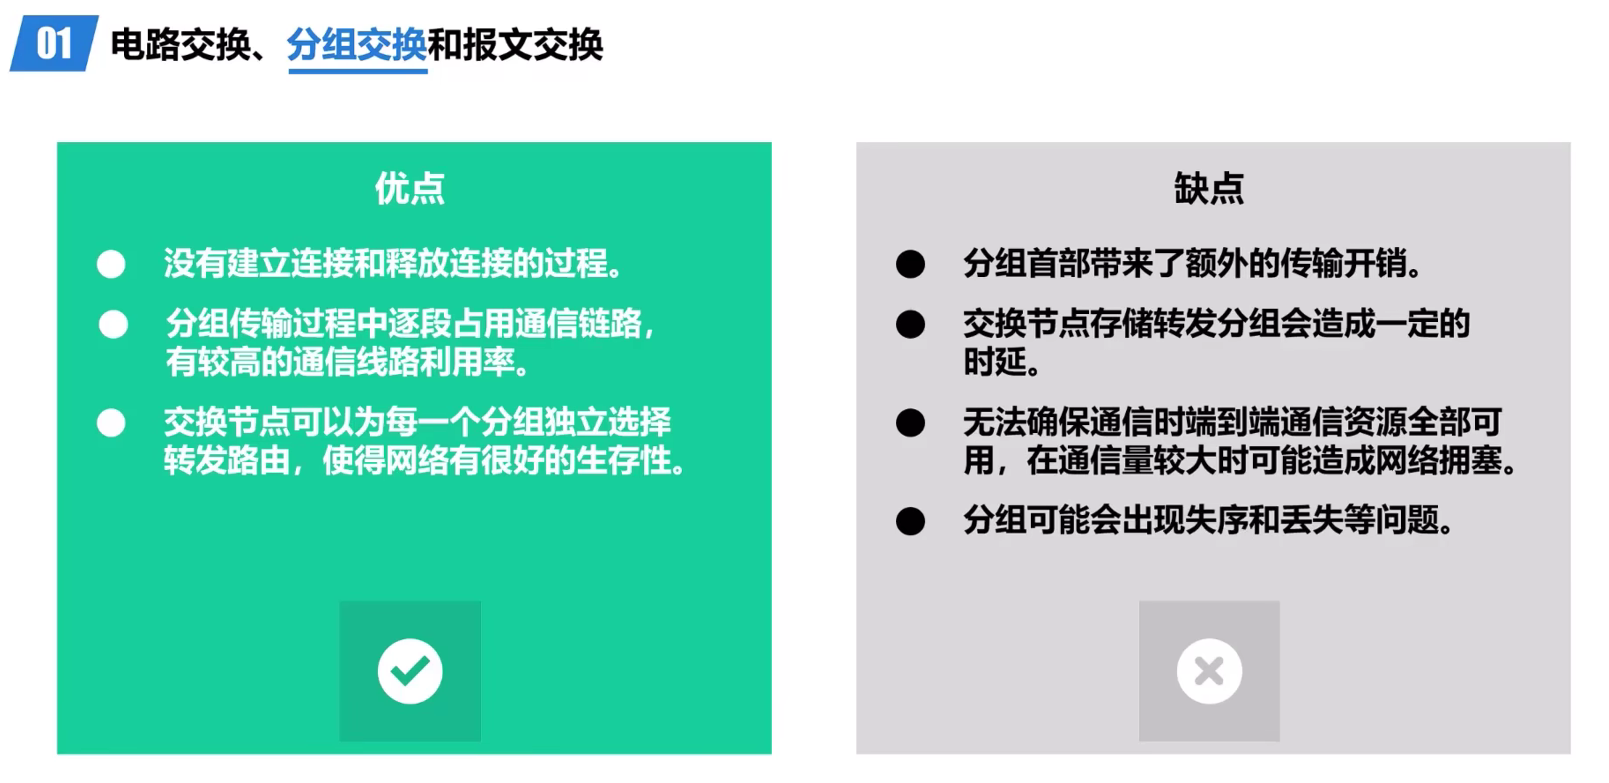 01 电路交换、分组交换和报文交换
优点
没有建立连接和释放连接的过程。
分组传输过程中逐段占用通信链路，
有较高的通信线路利用率。
交换节点可以为每一个分组独立选择
转发路由，使得网络有很好的生存性。
缺点
分组首部带来了额外的传输开销。
交换节点存储转发分组会造成一定的
时延。
无法确保通信时端到端通信资源全部可
用，在通信量较大时可能造成网络拥塞。
分组可能会出现失序和丢失等问题。